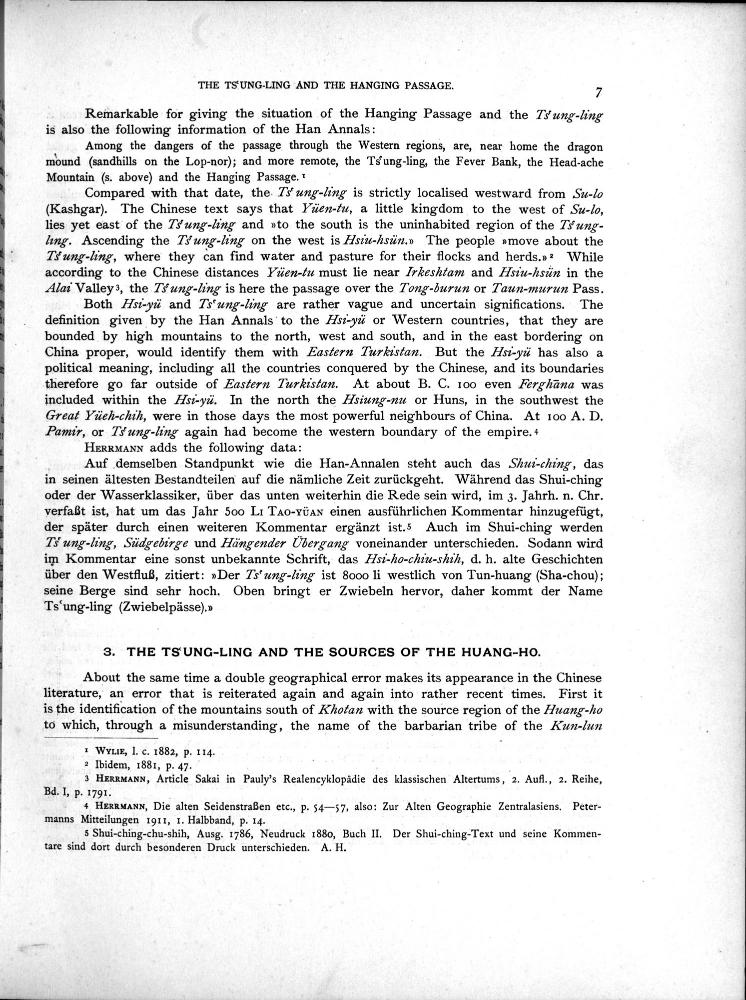 THE TS'UNG-LING AND THE HANGING PASSAGE.
7
Remarkable for giving the situation of the Hanging Passage and the Ts'ung-ling
is also the following information of the Han Annals:
Among the dangers of the passage through the Western regions, are, near home the dragon
mound (sandhills on the Lop-nor); and more remote, the Ts'ung-ling, the Fever Bank, the Head-ache
Mountain (s. above) and the Hanging Passage. ¹
Compared with that date, the Ts'ung-ling is strictly localised westward from Su-lo
(Kashgar). The Chinese text says that Yüen-tu, a little kingdom to the west of Su-lo,
lies yet east of the Ts'ung-ling and »to the south is the uninhabited region of the Ts'ung-
ling. Ascending the Ts'ung-ling on the west is Hsiu-hsün.» The people »move about the
Ts'ung-ling, where they can find water and pasture for their flocks and herds.» ² While
according to the Chinese distances Yüen-tu must lie near Irkeshtam and Hsiu-hsün in the
Alai Valley ³, the Ts'ung-ling is here the passage over the Tong-burun or Taun-murun Pass.
Both Hsi-yü and Ts'ung-ling are rather vague and uncertain significations. The
definition given by the Han Annals to the Hsi-yü or Western countries, that they are
bounded by high mountains to the north, west and south, and in the east bordering on
China proper, would identify them with Eastern Turkistan. But the Hsi-yü has also a
political meaning, including all the countries conquered by the Chinese, and its boundaries
therefore go far outside of Eastern Turkistan. At about B. C. 100 even Ferghāna was
included within the Hsi-yü. In the north the Hsiung-nu or Huns, in the southwest the
Great Yüeh-chih, were in those days the most powerful neighbours of China. At 100 A. D.
Pamir, or Ts'ung-ling again had become the western boundary of the empire. ⁴
HERRMANN adds the following data:
Auf demselben Standpunkt wie die Han-Annalen steht auch das Shui-ching, das
in seinen ältesten Bestandteilen auf die nämliche Zeit zurückgeht. Während das Shui-ching
oder der Wasserklassiker, über das unten weiterhin die Rede sein wird, im 3. Jahrh. n. Chr.
verfaßt ist, hat um das Jahr 500 LI TAO-YÜAN einen ausführlichen Kommentar hinzugefügt,
der später durch einen weiteren Kommentar ergänzt ist.⁵ Auch im Shui-ching werden
Ts'ung-ling, Südgebirge und Hängender Übergang voneinander unterschieden. Sodann wird
im Kommentar eine sonst unbekannte Schrift, das Hsi-ho-chiu-shih, d. h. alte Geschichten
über den Westfluß, zitiert: »Der Ts'ung-ling ist 8000 li westlich von Tun-huang (Sha-chou);
seine Berge sind sehr hoch. Oben bringt er Zwiebeln hervor, daher kommt der Name
Ts'ung-ling (Zwiebelpässe).»
3. THE TS'UNG-LING AND THE SOURCES OF THE HUANG-HO.
About the same time a double geographical error makes its appearance in the Chinese
literature, an error that is reiterated again and again into rather recent times. First it
is the identification of the mountains south of Khotan with the source region of the Huang-ho
to which, through a misunderstanding, the name of the barbarian tribe of the Kun-lun
¹ WYLIE, l. c. 1882, p. 114.
² Ibidem, 1881, p. 47.
³ HERRMANN, Article Sakai in Pauly's Realencyklopädie des klassischen Altertums, 2. Aufl., 2. Reihe,
Bd. I, p. 1791.
⁴ HERRMANN, Die alten Seidenstraßen etc., p. 54—57, also: Zur Alten Geographie Zentralasiens. Peter-
manns Mitteilungen 1911, 1. Halbband, p. 14.
⁵ Shui-ching-chu-shih, Ausg. 1786, Neudruck 1880, Buch II. Der Shui-ching-Text und seine Kommen-
tare sind dort durch besonderen Druck unterschieden. A. H.